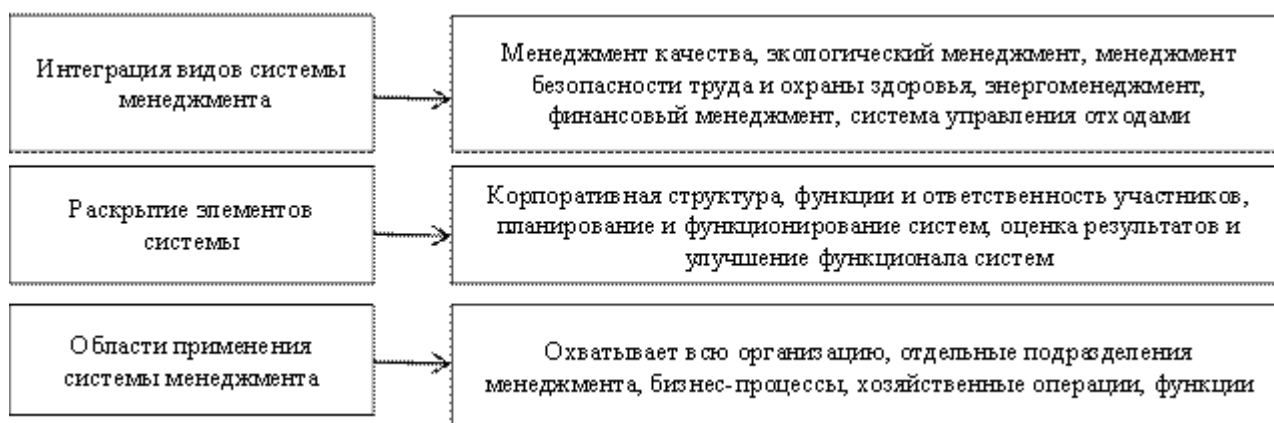 Интеграция видов системы
менеджмента
Менеджмент качества, экологический менеджмент, менеджмент
безопасности труда и охраны здоровья, энергоменеджмент,
финансовый менеджмент, система управления отходами
Раскрытие элементов
системы
Корпоративная структура, функции и ответственность участников,
планирование и функционирование систем, оценка результатов и
улучшение функционала систем
Области применения
системы менеджмента
Охватывает всю организацию, отдельные подразделения
менеджмента, бизнес-процессы, хозяйственные операции, функции